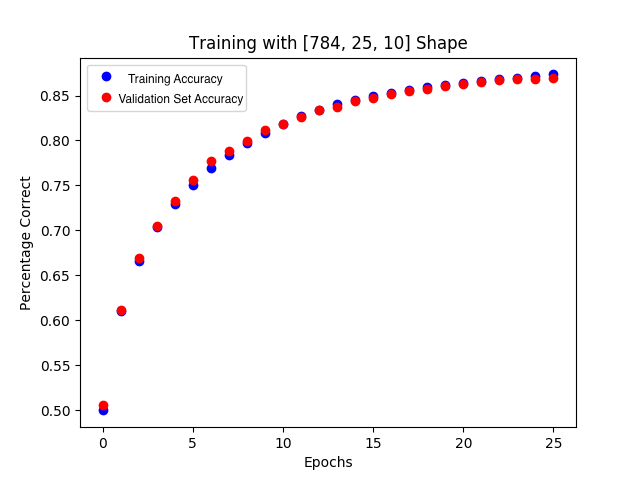 Training with [784, 25, 10] Shape
Training Accuracy
Validation Set Accuracy
0.85
0.80
0.75
0.70
0.65
0.60
0.55
0.50
Percentage Correct
0 5 10 15 20 25
Epochs